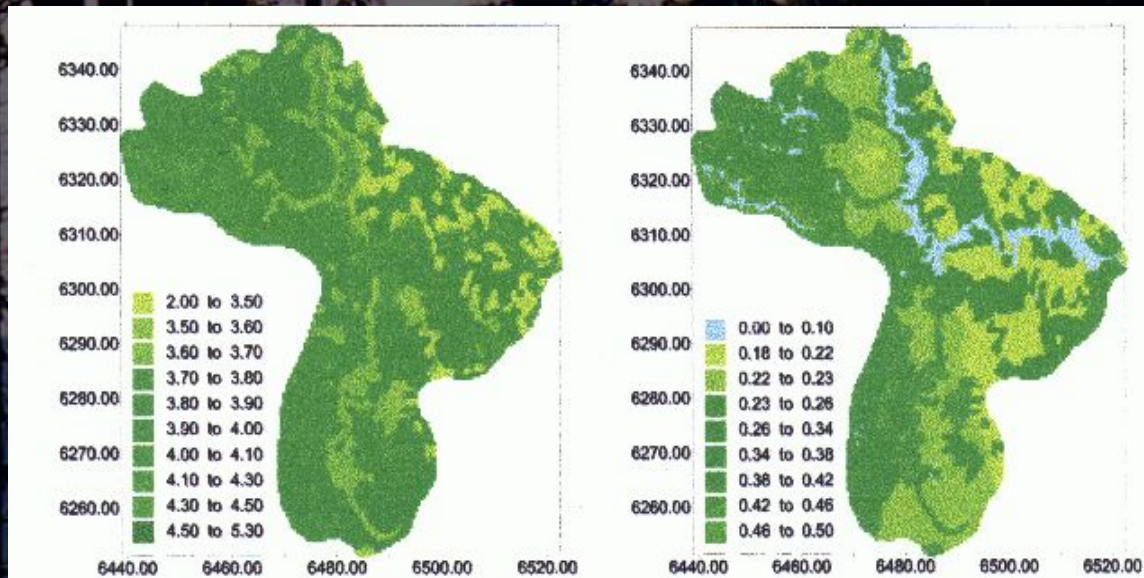 6340.00
6330.00
6320.00
6310.00
6300.00
6290.00
6280.00
6270.00
6260.00
2.00 to 3.50
3.50 to 3.60
3.60 to 3.70
3.70 to 3.80
3.80 to 3.90
3.90 to 4.00
4.00 to 4.10
4.10 to 4.30
4.30 to 4.50
4.50 to 5.30
6440.00 6460.00 6480.00 6500.00 6520.00
6340.00
6330.00
6320.00
6310.00
6300.00
6290.00
6280.00
6270.00
6260.00
0.00 to 0.10
0.18 to 0.22
0.22 to 0.23
0.23 to 0.26
0.26 to 0.34
0.34 to 0.38
0.38 to 0.42
0.42 to 0.46
0.46 to 0.50
6440.00 6460.00 6480.00 6500.00 6520.00